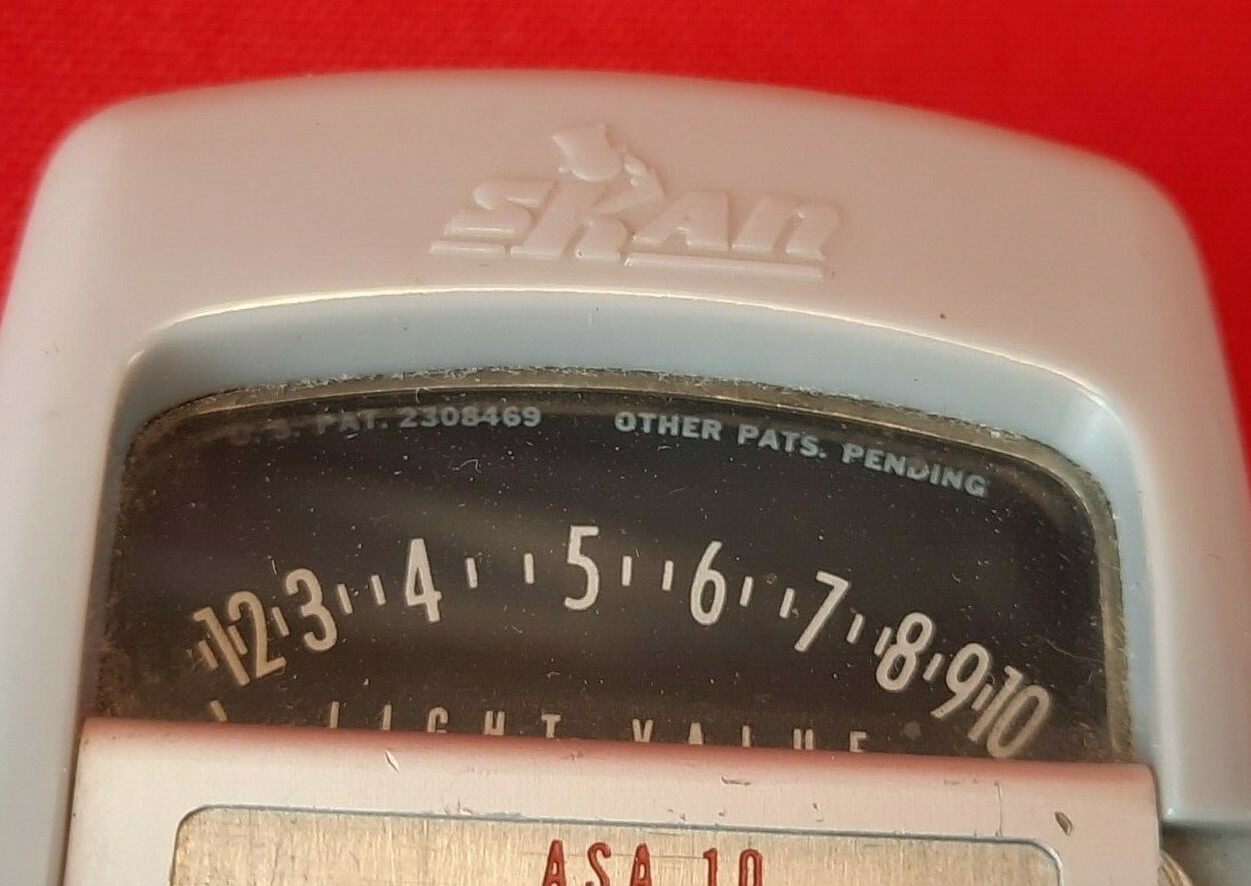 SKAN
U.S. PAT. 2308469 OTHER PATS. PENDING
1 2 3 4 5 6 7 8 9 10
LIGHT VALUE
ASA 10